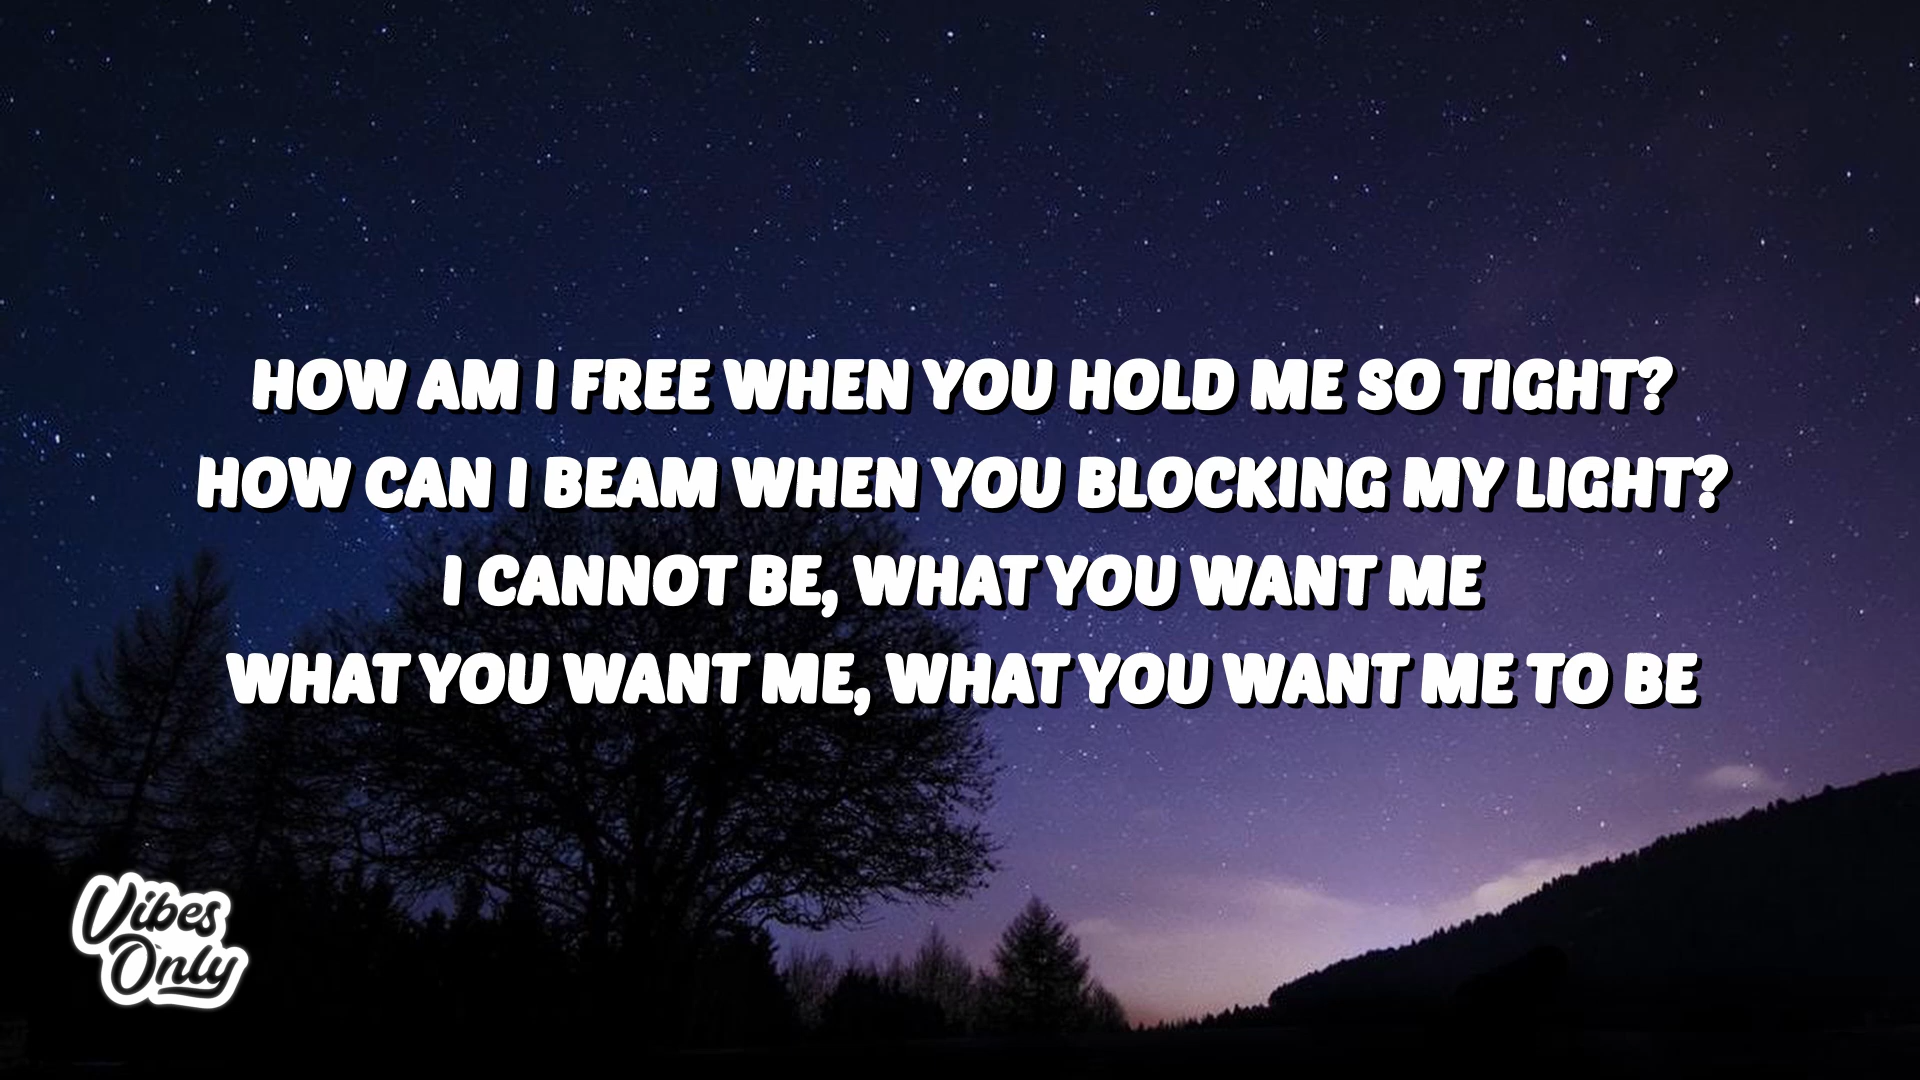 HOW AM I FREE WHEN YOU HOLD ME SO TIGHT?
HOW CAN I BEAM WHEN YOU BLOCKING MY LIGHT?
I CANNOT BE, WHAT YOU WANT ME
WHAT YOU WANT ME, WHAT YOU WANT ME TO BE
Vibes
Only